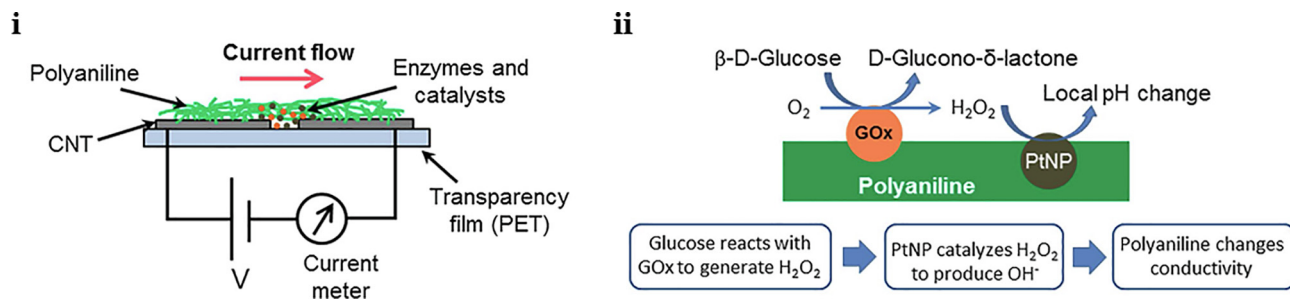 i
Current flow
Polyaniline
Enzymes and
catalysts
CNT
Transparency
film (PET)
V
Current
meter
ii
β-D-Glucose
D-Glucono-δ-lactone
O₂
H₂O₂
Local pH change
GOx
PtNP
Polyaniline
Glucose reacts with
GOx to generate H₂O₂
PtNP catalyzes H₂O₂
to produce OH⁻
Polyaniline changes
conductivity